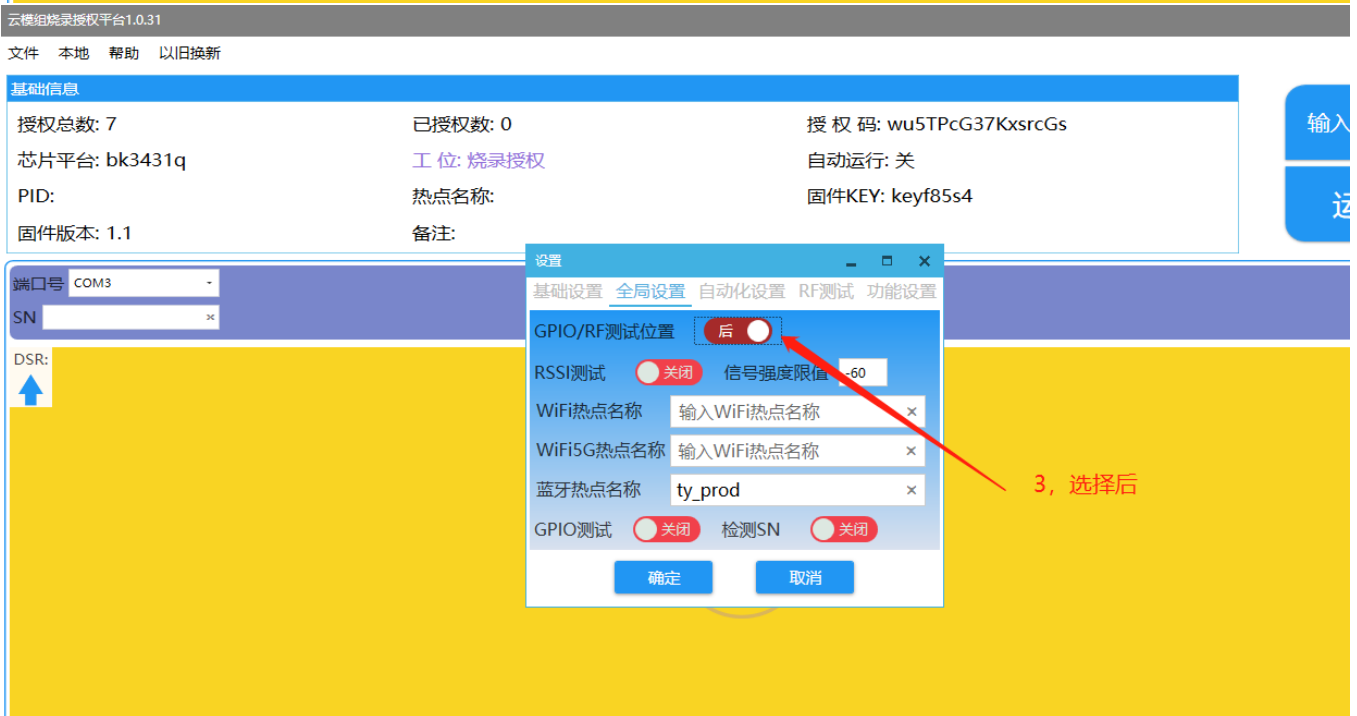 云模组烧录授权平台1.0.31
文件 本地 帮助 以旧换新
基础信息
授权总数: 7 已授权数: 0 授 权 码: wu5TPcG37KxsrcGs
芯片平台: bk3431q 工 位: 烧录授权 自动运行: 关
PID: 热点名称: 固件KEY: keyf85s4
固件版本: 1.1 备注:
输入
运
端口号 COM3
SN
DSR:
设置
基础设置 全局设置 自动化设置 RF测试 功能设置
GPIO/RF测试位置 后
RSSI测试 关闭 信号强度限值 -60
WiFi热点名称 输入WiFi热点名称
WiFi5G热点名称 输入WiFi热点名称
蓝牙热点名称 ty_prod
GPIO测试 关闭 检测SN 关闭
确定 取消
3，选择后